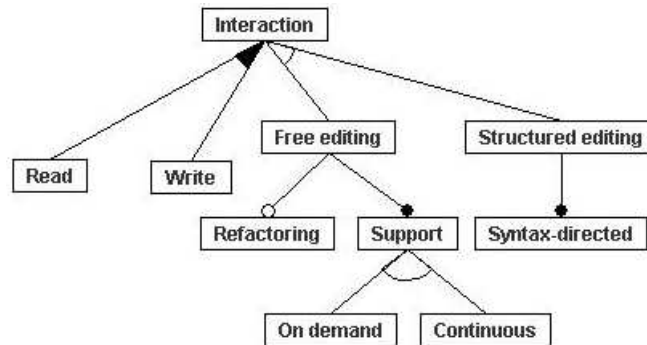 Interaction
Free editing
Structured editing
Read
Write
Refactoring
Support
Syntax-directed
On demand
Continuous